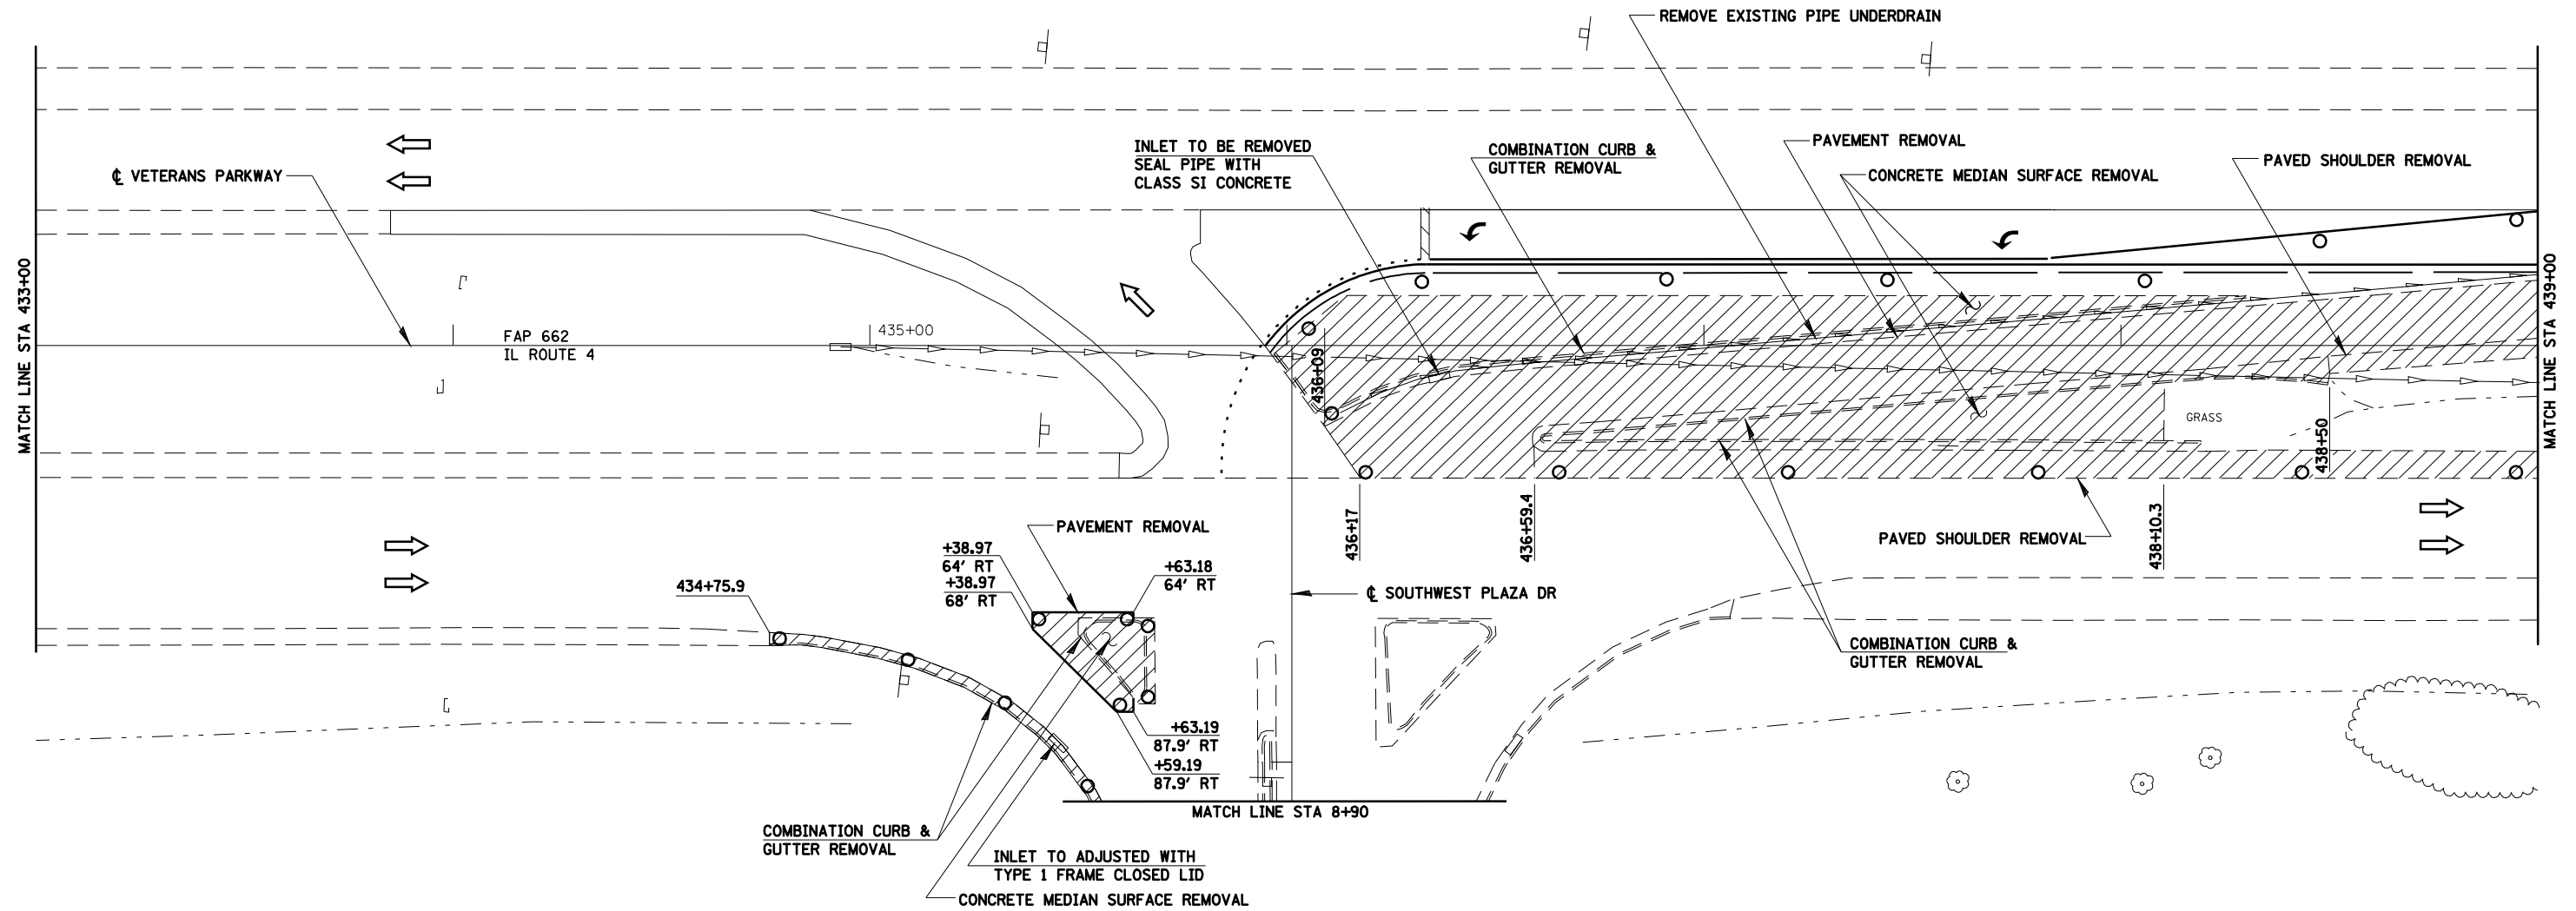 REMOVE EXISTING PIPE UNDERDRAIN
INLET TO BE REMOVED
SEAL PIPE WITH
CLASS SI CONCRETE
COMBINATION CURB &
GUTTER REMOVAL
PAVEMENT REMOVAL
CONCRETE MEDIAN SURFACE REMOVAL
PAVED SHOULDER REMOVAL
℄ VETERANS PARKWAY
MATCH LINE STA 433+00
MATCH LINE STA 439+00
FAP 662
IL ROUTE 4
435+00
436+09
GRASS
438+50
436+17
436+59.4
438+10.3
PAVED SHOULDER REMOVAL
PAVEMENT REMOVAL
+38.97
64' RT
+38.97
68' RT
+63.18
64' RT
434+75.9
℄ SOUTHWEST PLAZA DR
COMBINATION CURB &
GUTTER REMOVAL
+63.19
87.9' RT
+59.19
87.9' RT
MATCH LINE STA 8+90
COMBINATION CURB &
GUTTER REMOVAL
INLET TO ADJUSTED WITH
TYPE 1 FRAME CLOSED LID
CONCRETE MEDIAN SURFACE REMOVAL